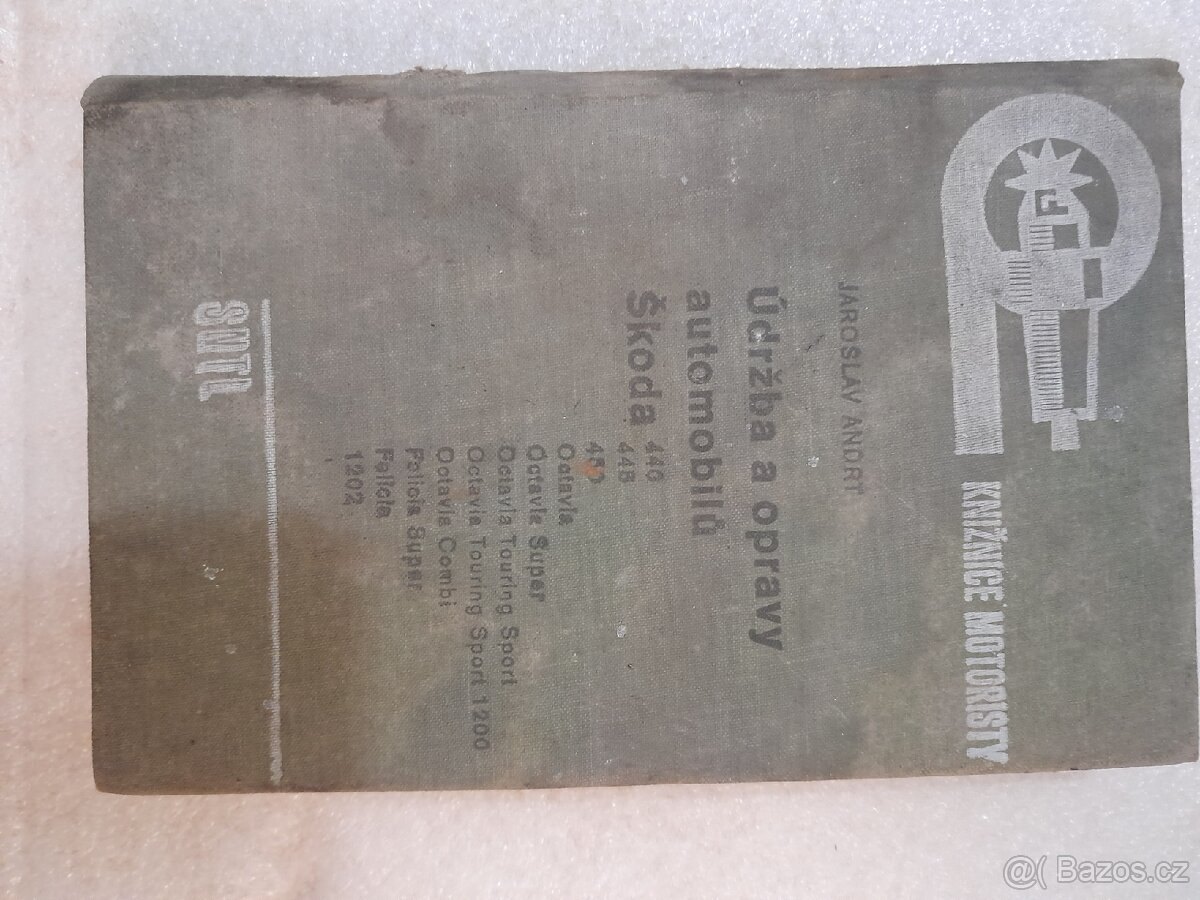 KNIŽNICE MOTORISTY
JAROSLAV ANDRT
Údržba a opravy
automobilů
Škoda 440
445
450
Octavia
Octavia Super
Octavia Touring Sport
Octavia Touring Sport 1200
Octavia Combi
Felicia Super
Felicia
1202
SNTL
@( Bazos.cz